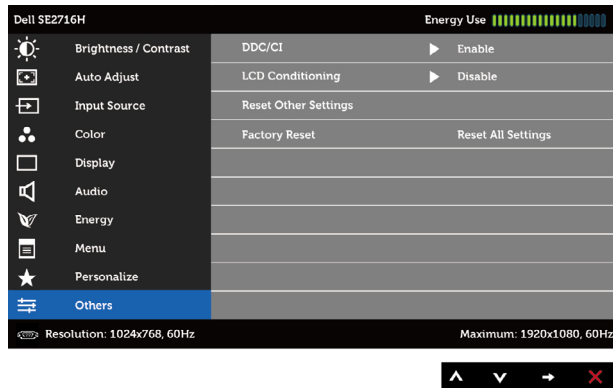 Dell SE2716H Energy Use
Brightness / Contrast DDC/CI Enable
Auto Adjust LCD Conditioning Disable
Input Source Reset Other Settings
Color Factory Reset Reset All Settings
Display
Audio
Energy
Menu
Personalize
Others
Resolution: 1024x768, 60Hz Maximum: 1920x1080, 60Hz